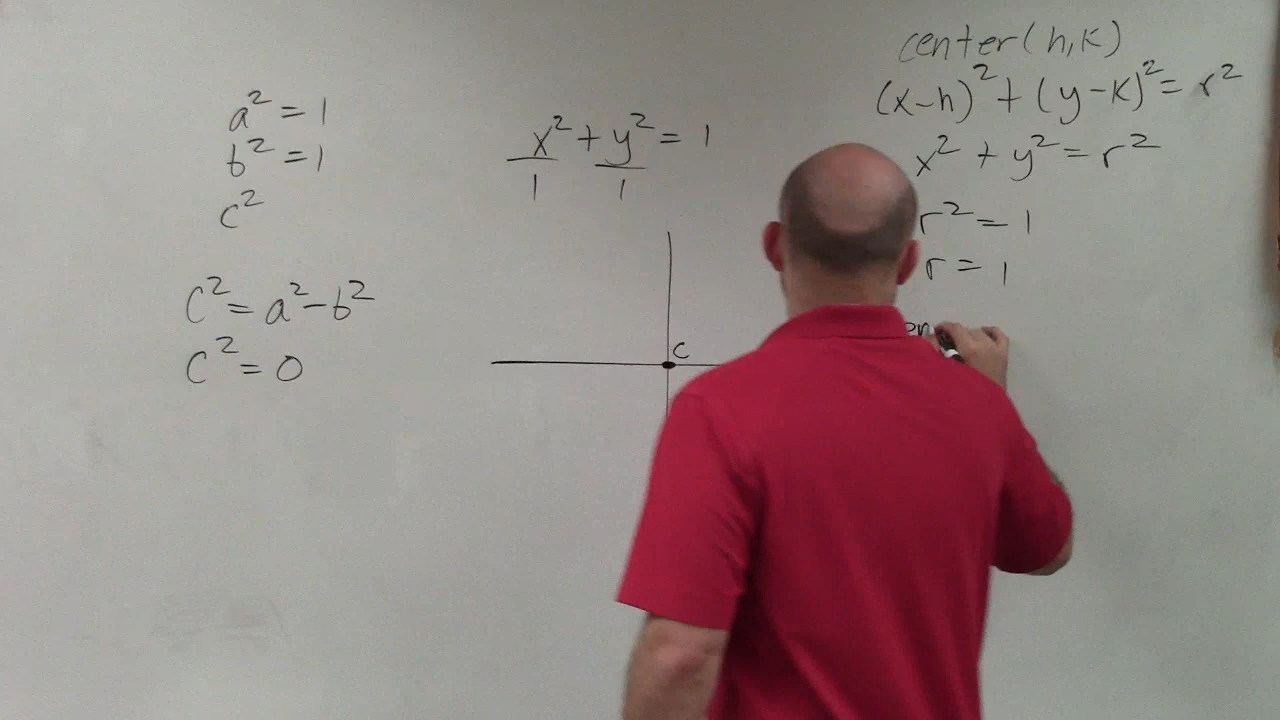 a² = 1
b² = 1
c²
c² = a² - b²
c² = 0
x² + y² = 1
1 1
c
center (h,k)
(x-h)² + (y-k)² = r²
x² + y² = r²
r² = 1
r = 1